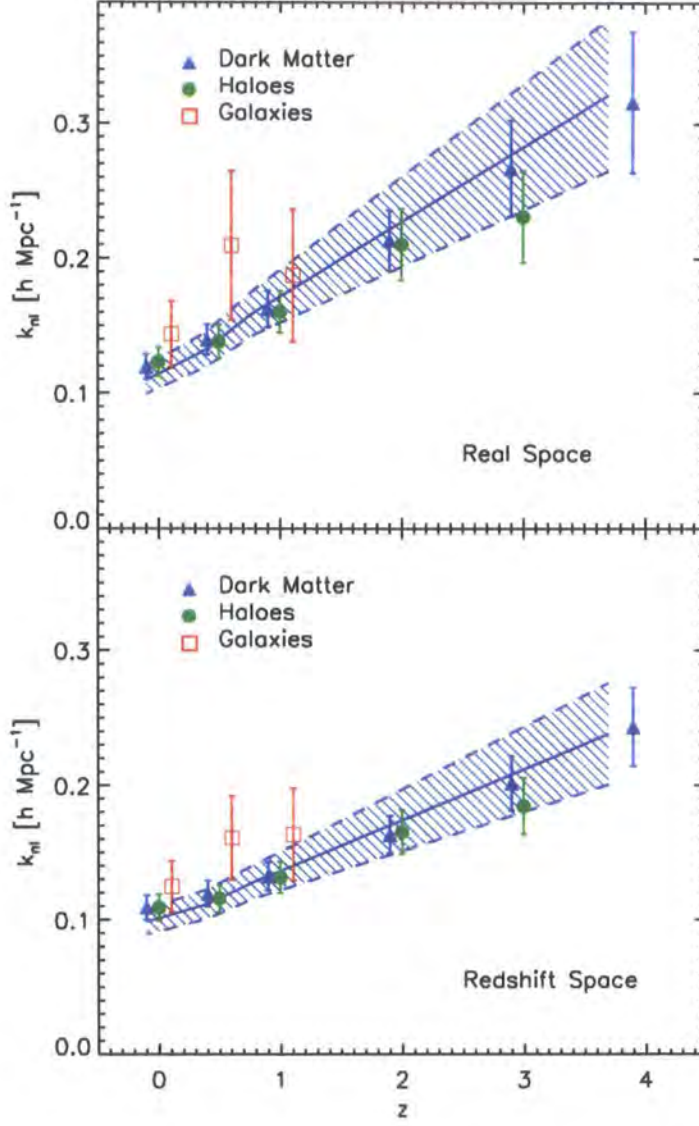 Dark Matter
Haloes
Galaxies
0.3
0.2
0.1
0.0
k_nl [h Mpc⁻¹]
Real Space
Dark Matter
Haloes
Galaxies
0.3
0.2
0.1
0.0
k_nl [h Mpc⁻¹]
Redshift Space
0 1 2 3 4
z